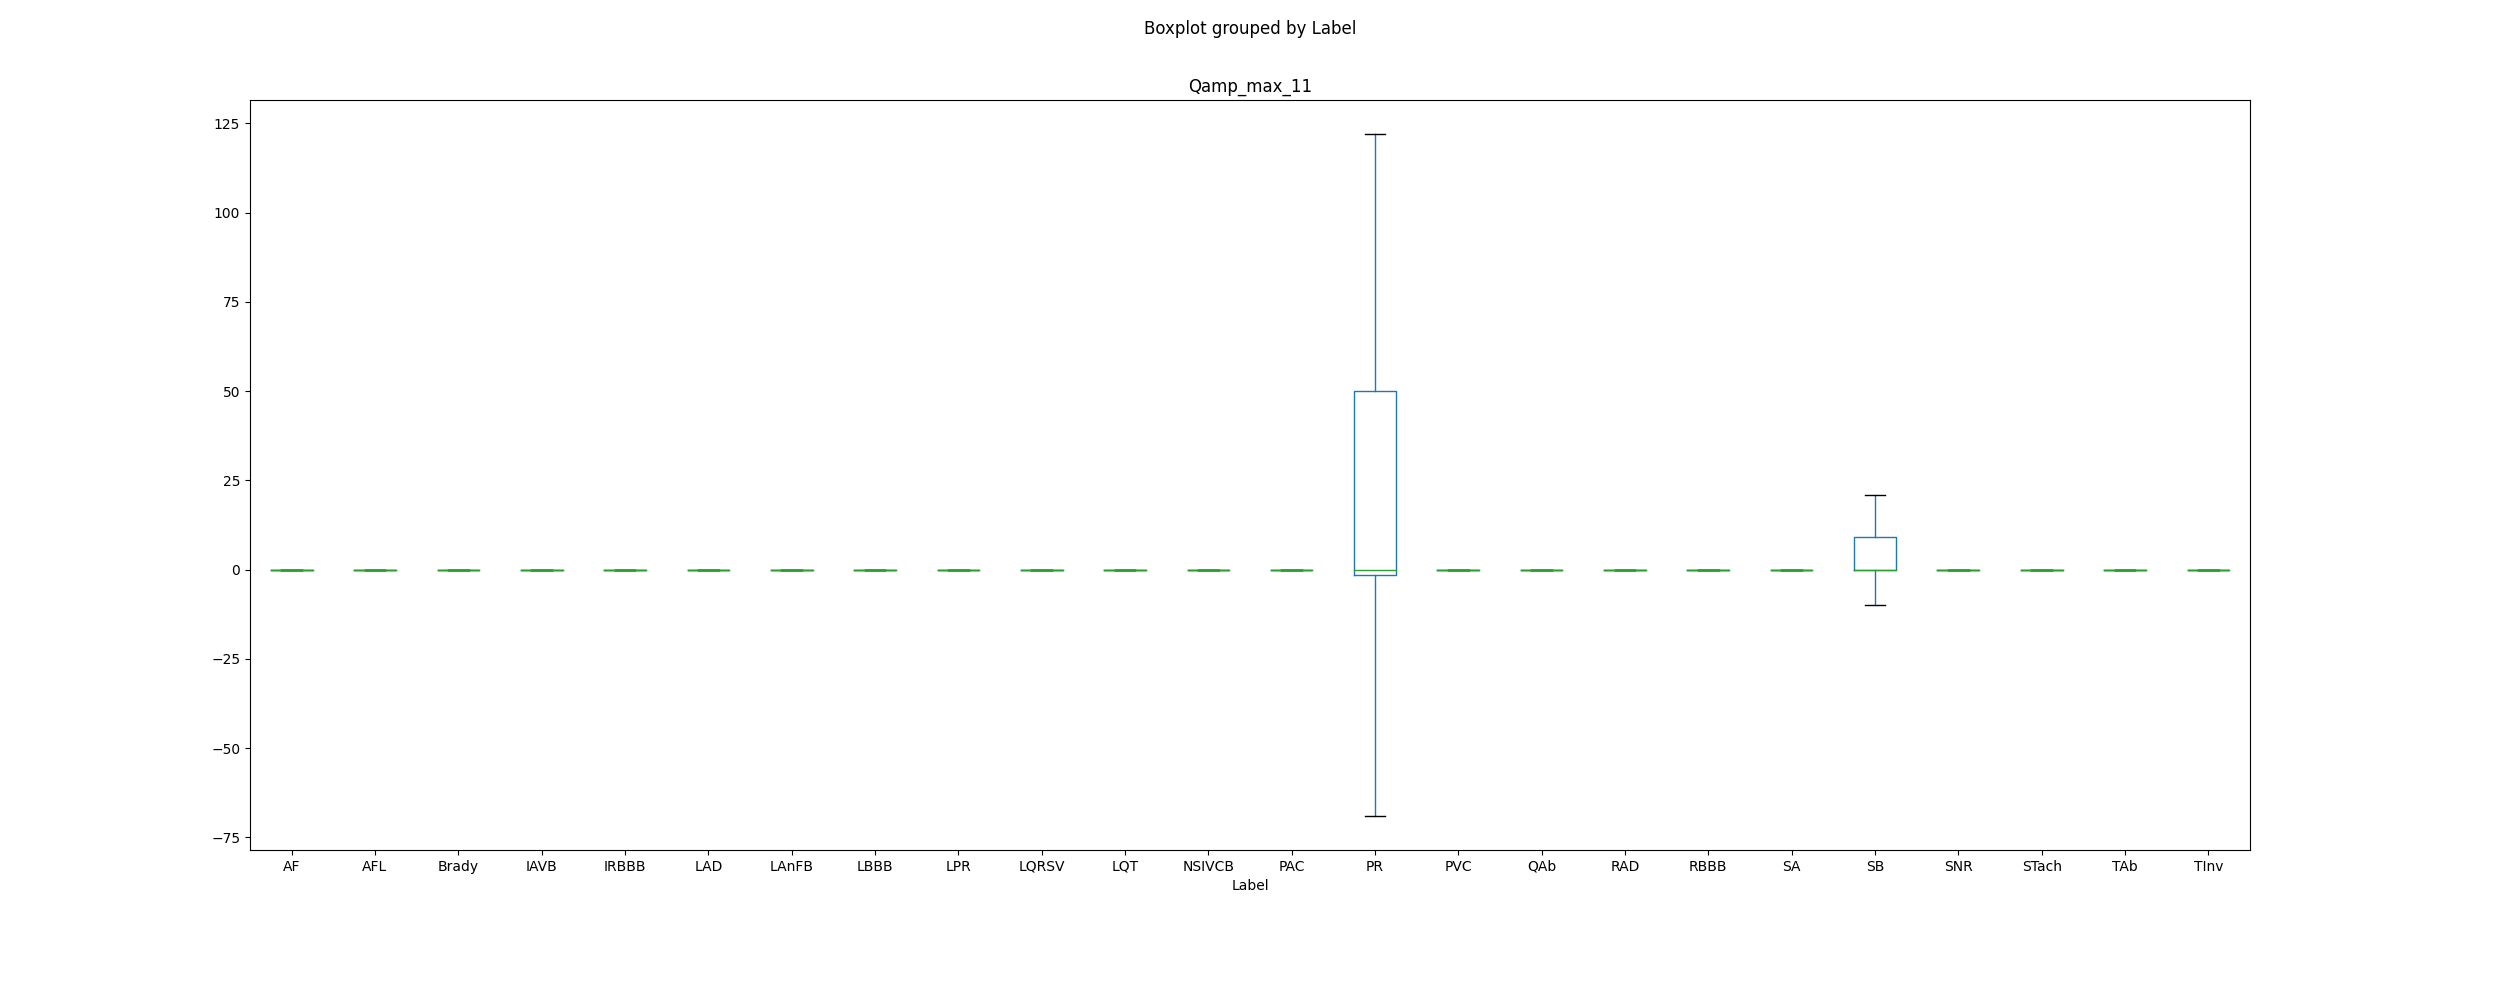 Boxplot grouped by Label
Qamp_max_11
125
100
75
50
25
0
−25
−50
−75
AF AFL Brady IAVB IRBBB LAD LAnFB LBBB LPR LQRSV LQT NSIVCB PAC PR PVC QAb RAD RBBB SA SB SNR STach TAb TInv
Label